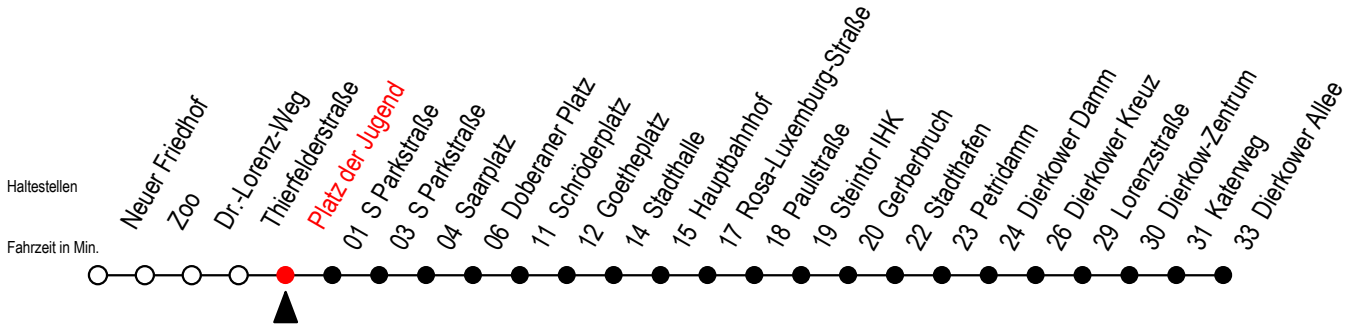 Haltestellen
Fahrzeit in Min.
Neuer Friedhof
Zoo
Dr.-Lorenz-Weg
Thierfelderstraße
Platz der Jugend
01 S Parkstraße
03 S Parkstraße
04 Saarplatz
06 Doberaner Platz
11 Schröderplatz
12 Goetheplatz
14 Stadthalle
15 Hauptbahnhof
17 Rosa-Luxemburg-Straße
18 Paulstraße
19 Steintor IHK
20 Gerberbruch
22 Stadthafen
23 Petridamm
24 Dierkower Damm
26 Dierkower Kreuz
29 Lorenzstraße
30 Dierkow-Zentrum
31 Katerweg
33 Dierkower Allee